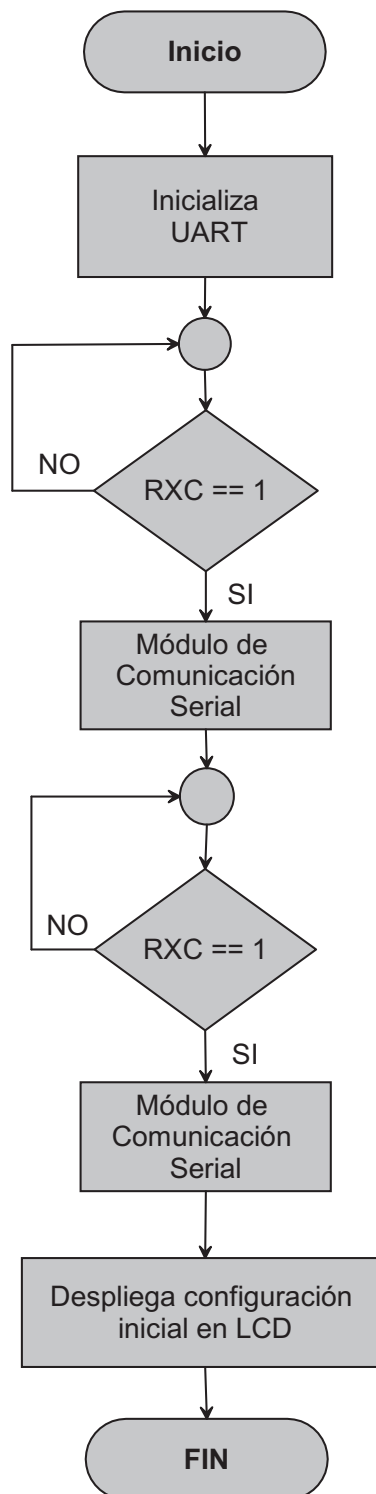 Inicio
Inicializa
UART
RXC == 1
NO
SI
Módulo de
Comunicación
Serial
RXC == 1
NO
SI
Módulo de
Comunicación
Serial
Despliega configuración
inicial en LCD
FIN